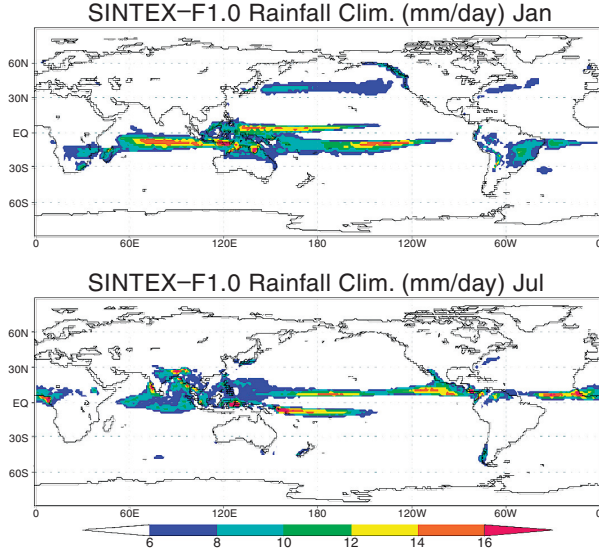 SINTEX–F1.0 Rainfall Clim. (mm/day) Jan
60N
30N
EQ
30S
60S
0 60E 120E 180 120W 60W 0
SINTEX–F1.0 Rainfall Clim. (mm/day) Jul
60N
30N
EQ
30S
60S
0 60E 120E 180 120W 60W 0
6 8 10 12 14 16